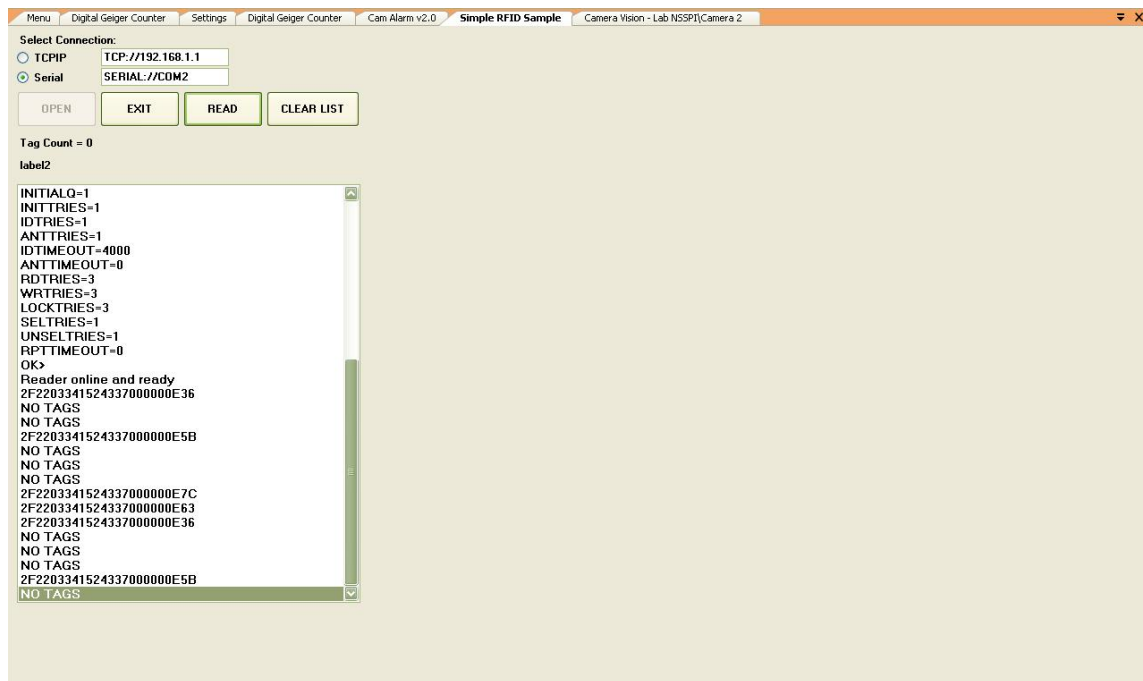 Menu Digital Geiger Counter Settings Digital Geiger Counter Cam Alarm v2.0 Simple RFID Sample Camera Vision - Lab NSSPI\Camera 2
Select Connection:
TCPIP TCP://192.168.1.1
Serial SERIAL://COM2
OPEN EXIT READ CLEAR LIST
Tag Count = 0
label2
INITIALQ=1
INITTRIES=1
IDTRIES=1
ANTTRIES=1
IDTIMEOUT=4000
ANTTIMEOUT=0
RDTRIES=3
WRTRIES=3
LOCKTRIES=3
SELTRIES=1
UNSELTRIES=1
RPTTIMEOUT=0
OK>
Reader online and ready
2F2203341524337000000E36
NO TAGS
NO TAGS
2F2203341524337000000E5B
NO TAGS
NO TAGS
NO TAGS
2F2203341524337000000E7C
2F2203341524337000000E63
2F2203341524337000000E36
NO TAGS
NO TAGS
NO TAGS
2F2203341524337000000E5B
NO TAGS